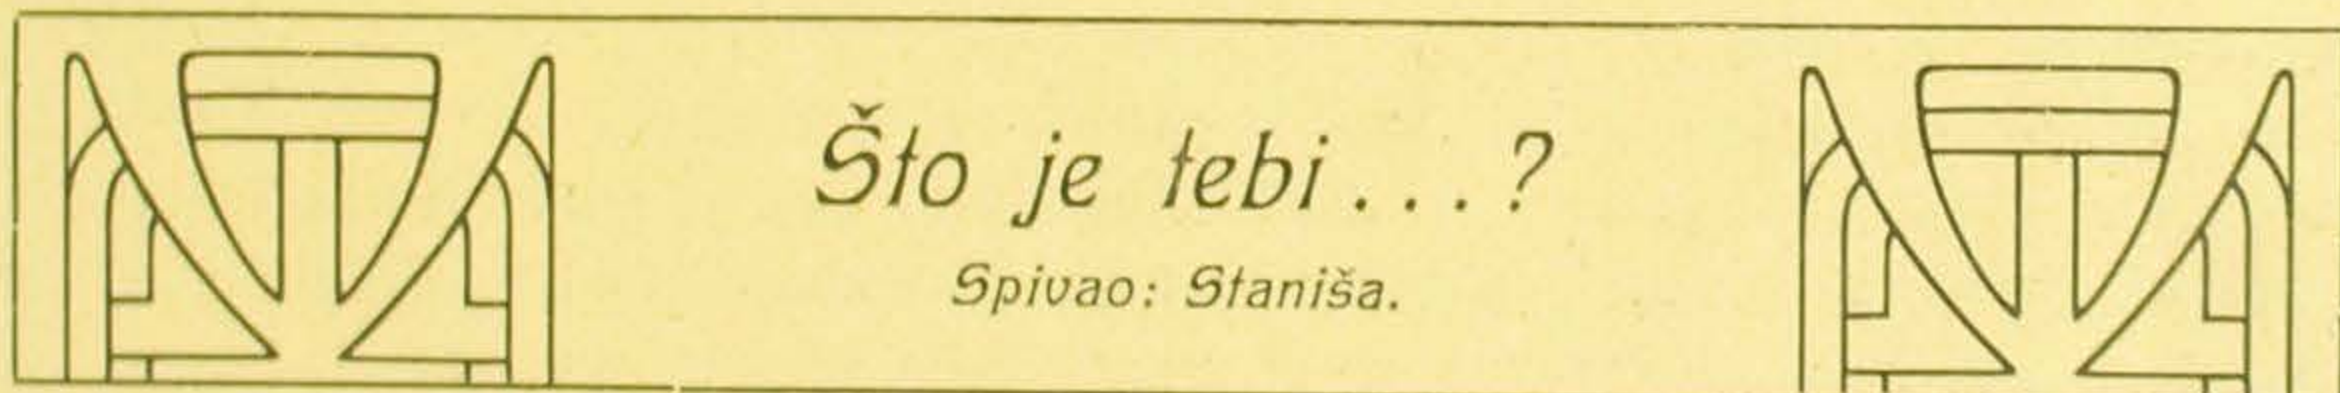 Što je tebi . . . ?
Spivao: Staniša.